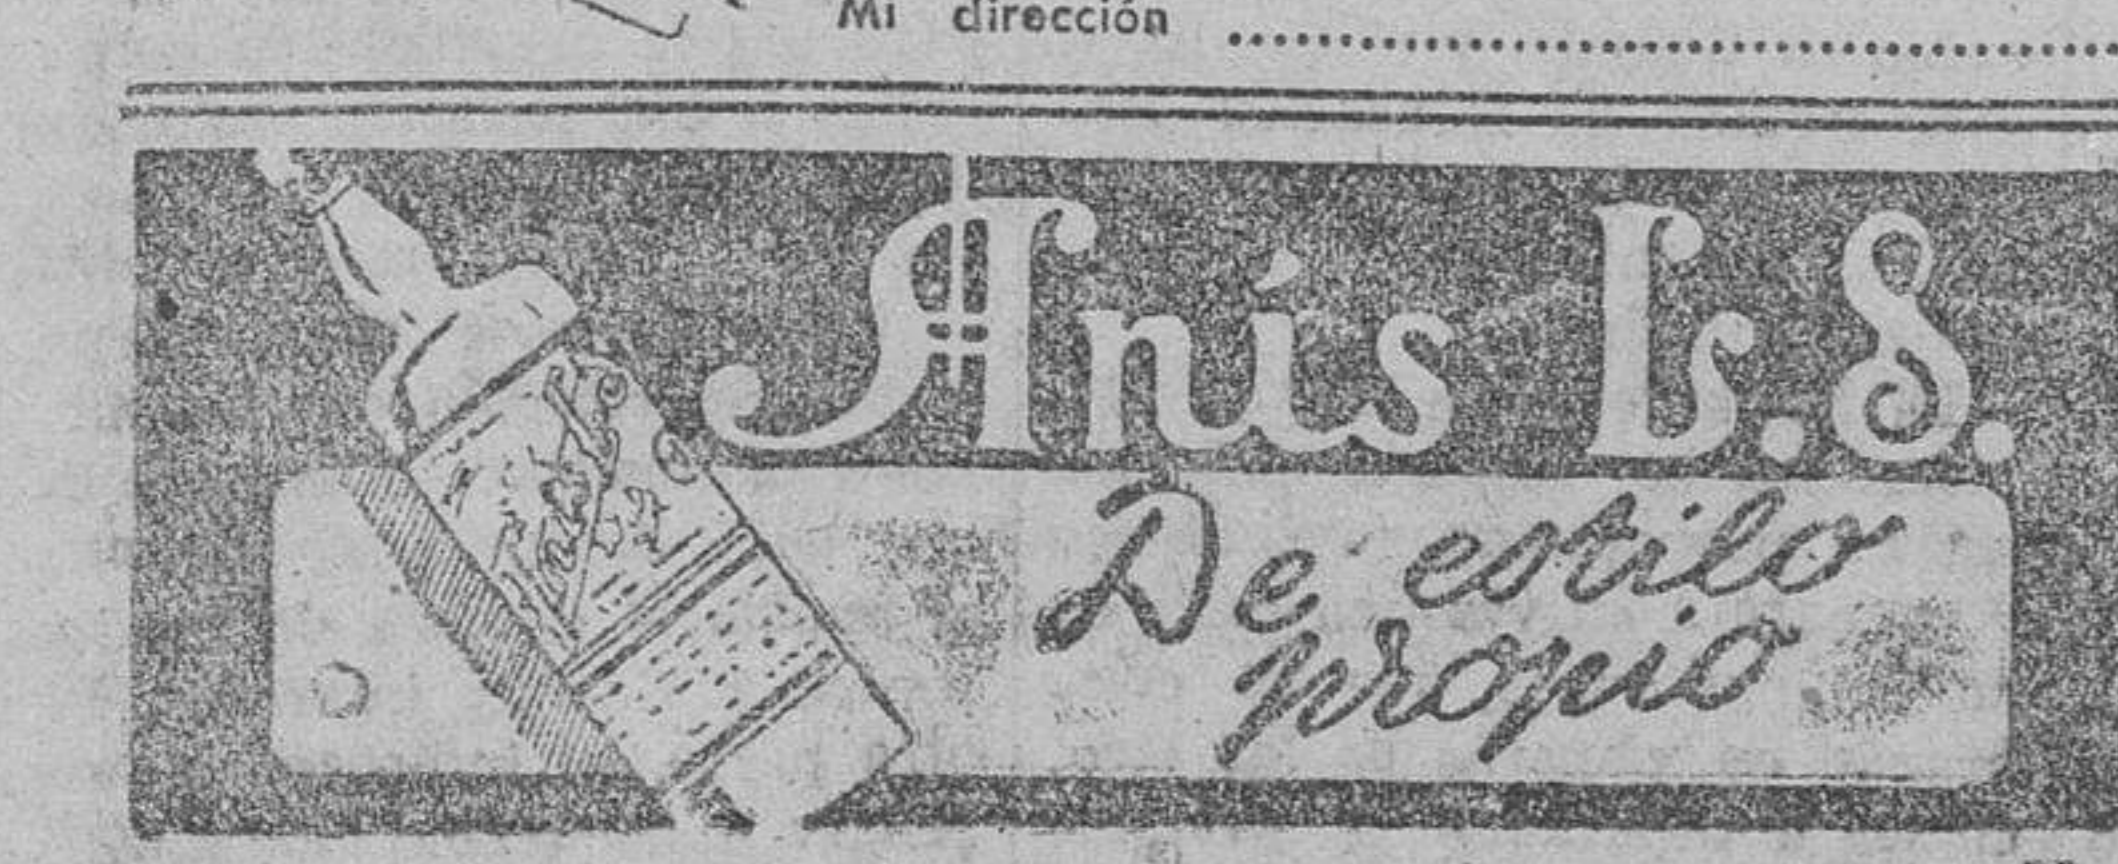 Mi dirección ........................................
Anís L.S.
De estilo
propio